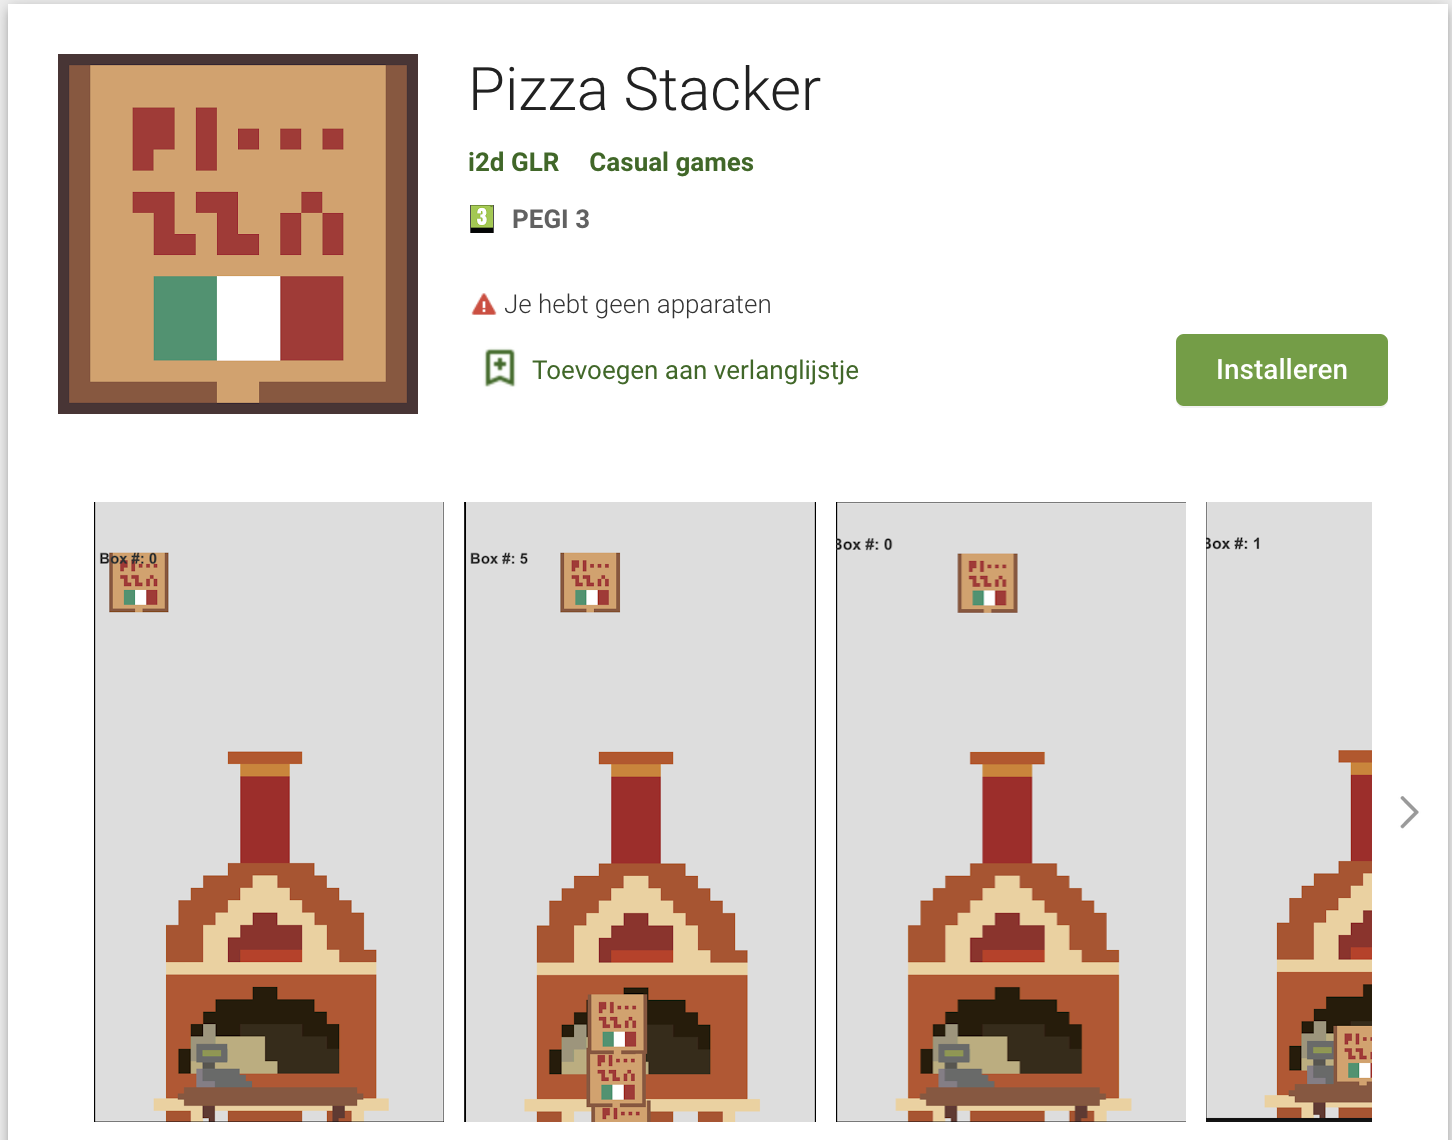 Pizza Stacker
i2d GLR Casual games
3 PEGI 3
Je hebt geen apparaten
Toevoegen aan verlanglijstje
Installeren
Box #: 0
Box #: 5
Box #: 0
Box #: 1